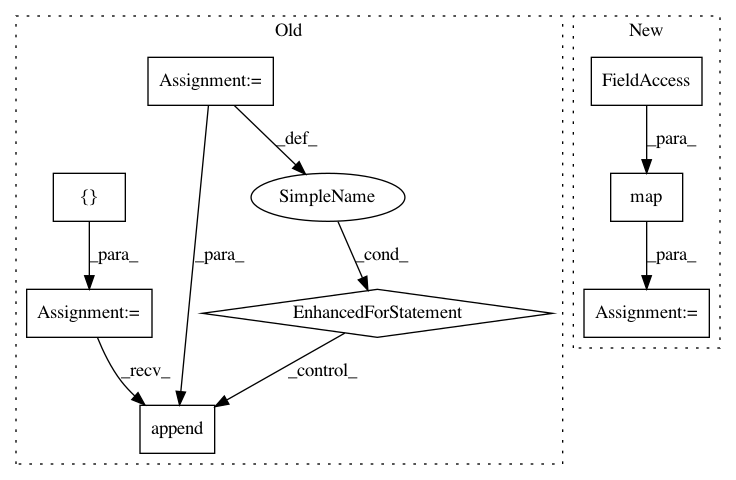 Old
New
Assignment:=
FieldAccess
_def_
_para_
{}
SimpleName
map
_para_
_para_
_cond_
_para_
Assignment:=
EnhancedForStatement
Assignment:=
_recv_
_control_
append